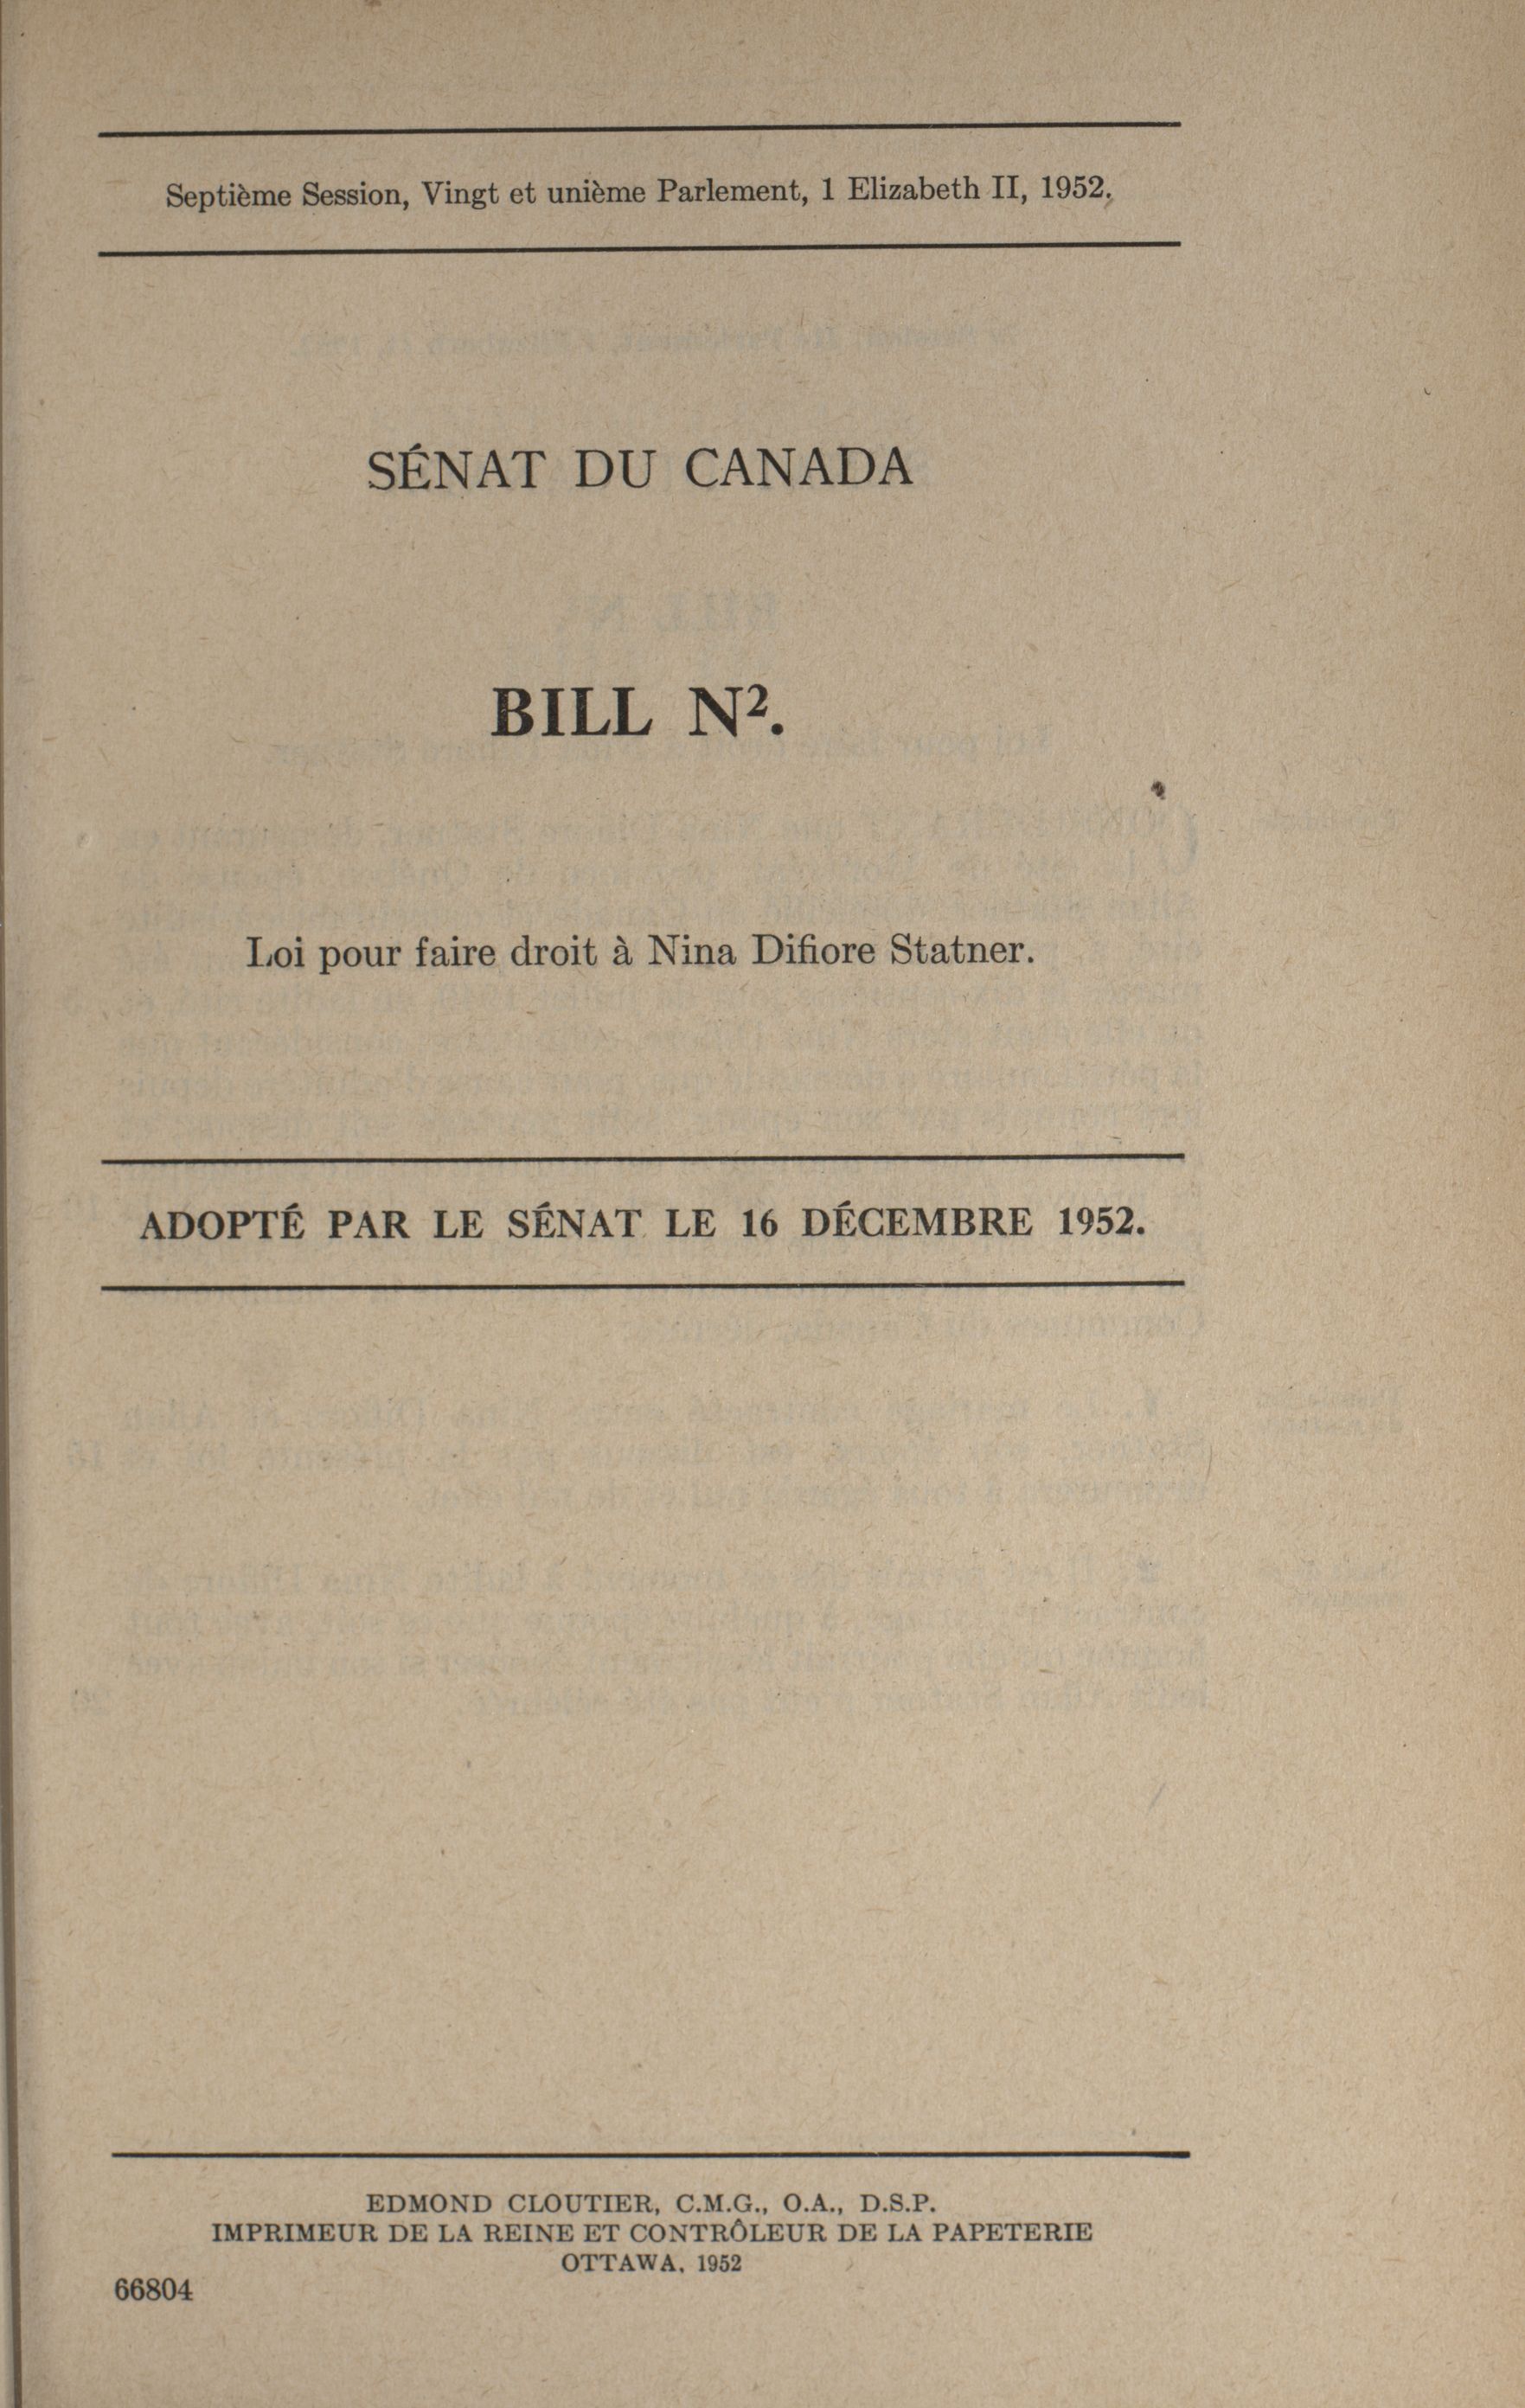 Septième Session, Vingt et unième Parlement, 1 Elizabeth II, 1952.
SÉNAT DU CANADA
BILL N².
Loi pour faire droit à Nina Difiore Statner.
ADOPTÉ PAR LE SÉNAT LE 16 DÉCEMBRE 1952.
EDMOND CLOUTIER, C.M.G., O.A., D.S.P.
IMPRIMEUR DE LA REINE ET CONTRÔLEUR DE LA PAPETERIE
OTTAWA, 1952
66804